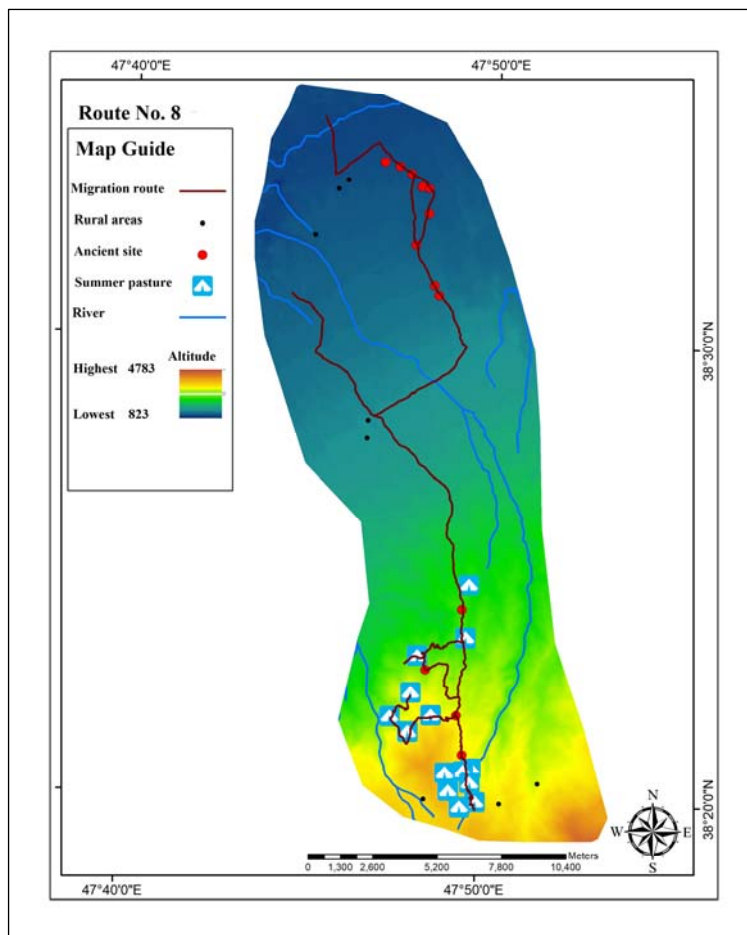 47°40'0"E 47°50'0"E
Route No. 8
Map Guide
Migration route
Rural areas
Ancient site
Summer pasture
River
Altitude
Highest 4783
Lowest 823
38°30'0"N
38°20'0"N
N
W E
S
Meters
0 1,300 2,600 5,200 7,800 10,400
47°40'0"E 47°50'0"E